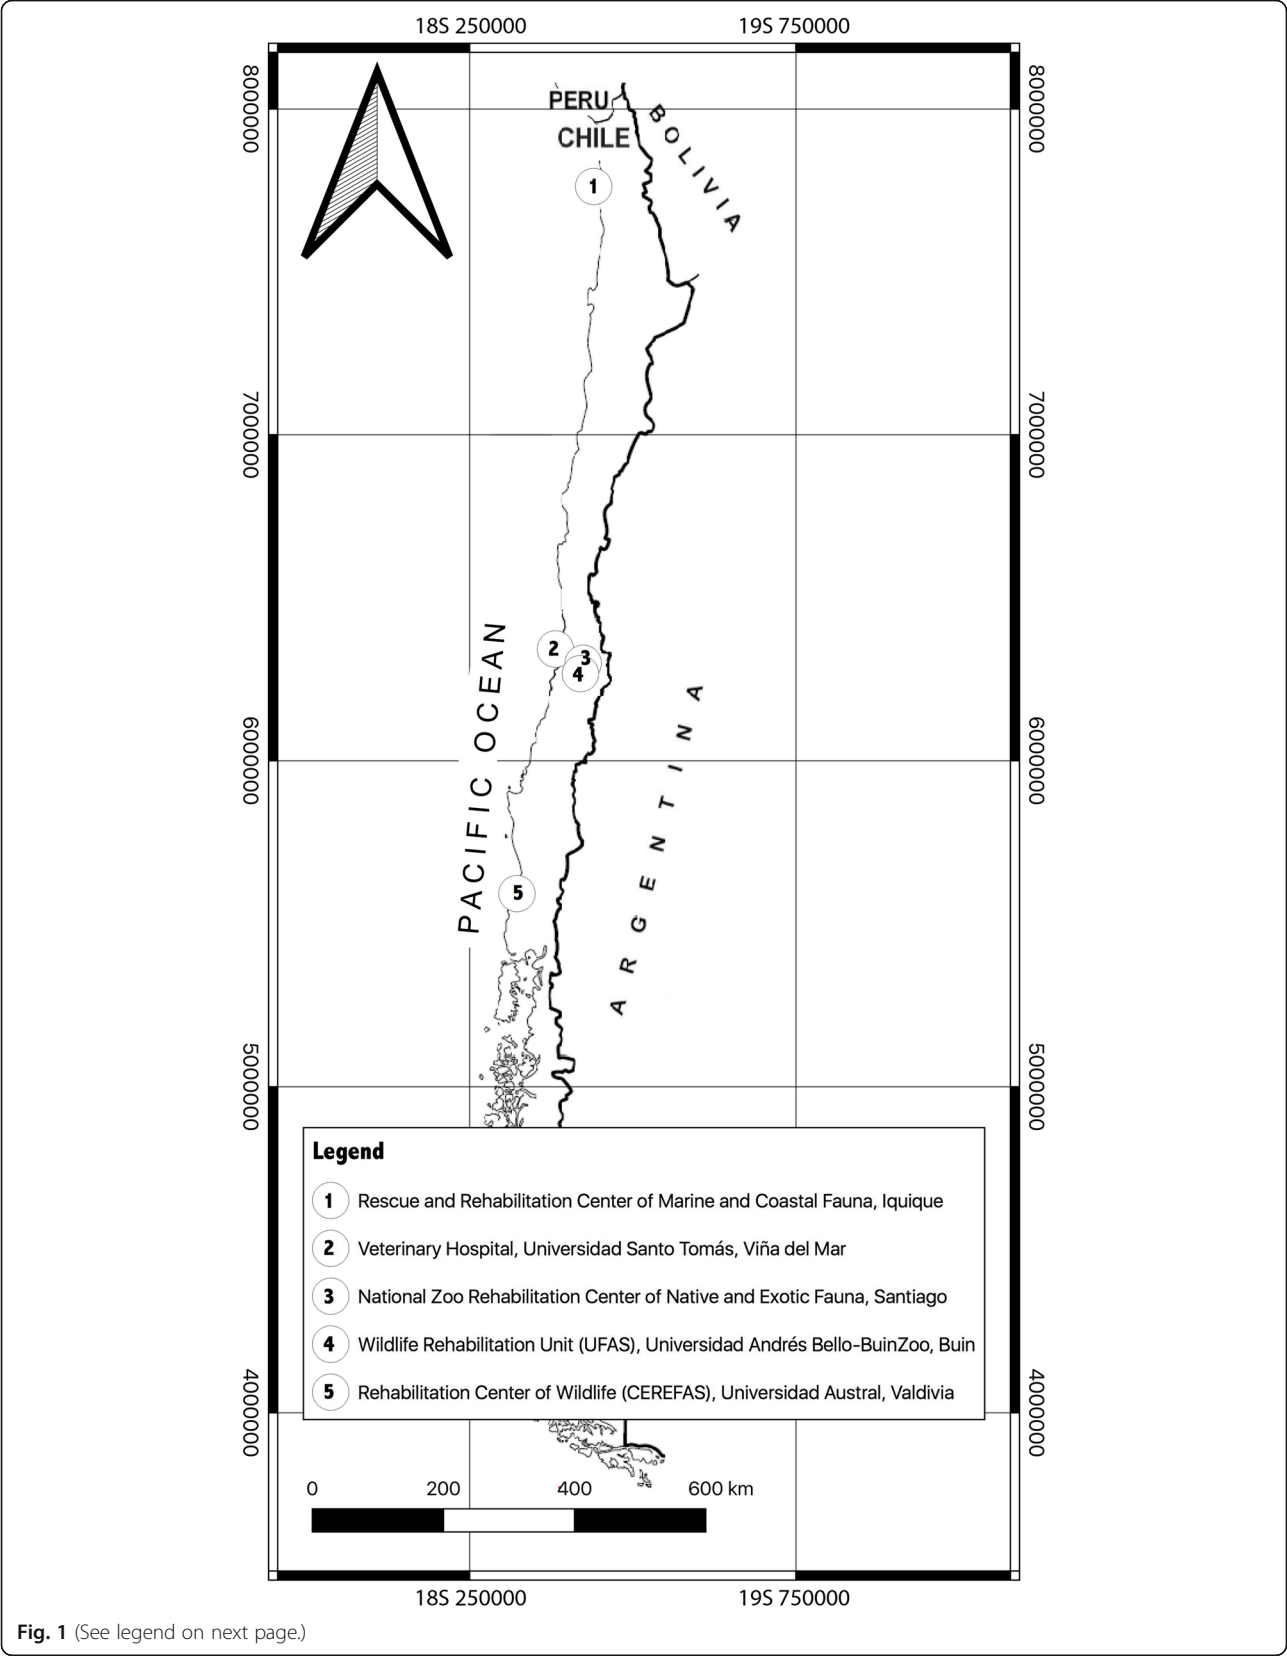 18S 250000 19S 750000
8000000 8000000
PERU
CHILE
BOLIVIA
1
7000000 7000000
2
3
4
PACIFIC OCEAN
ARGENTINA
6000000 6000000
5
5000000 5000000
Legend
1 Rescue and Rehabilitation Center of Marine and Coastal Fauna, Iquique
2 Veterinary Hospital, Universidad Santo Tomás, Viña del Mar
3 National Zoo Rehabilitation Center of Native and Exotic Fauna, Santiago
4 Wildlife Rehabilitation Unit (UFAS), Universidad Andrés Bello-BuinZoo, Buin
5 Rehabilitation Center of Wildlife (CEREFAS), Universidad Austral, Valdivia
4000000 4000000
0 200 400 600 km
18S 250000 19S 750000
Fig. 1 (See legend on next page.)